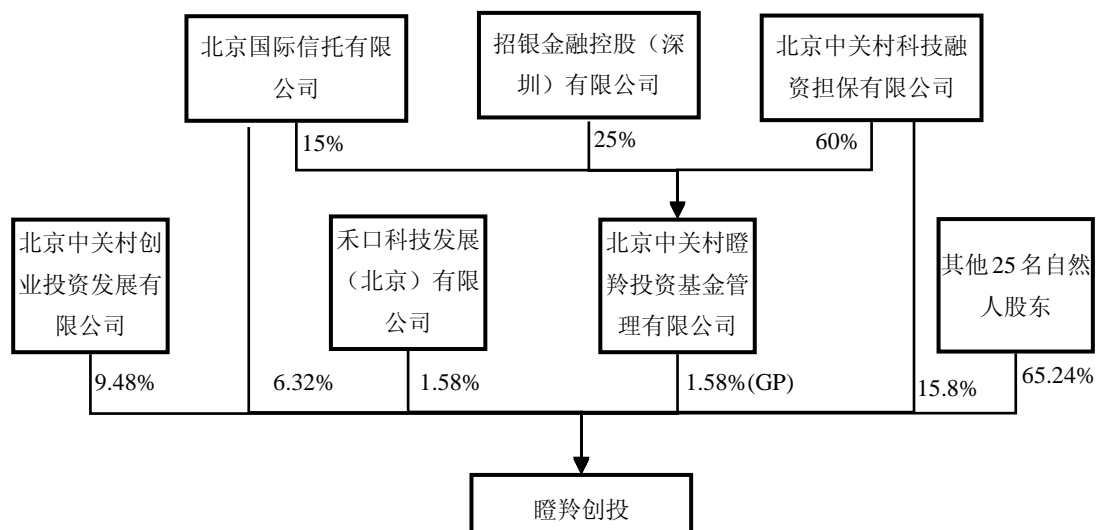 北京国际信托有限
公司
招银金融控股（深
圳）有限公司
北京中关村科技融
资担保有限公司
15%
25%
60%
北京中关村创
业投资发展有
限公司
禾口科技发展
（北京）有限
公司
北京中关村瞪
羚投资基金管
理有限公司
其他25名自然
人股东
9.48%
6.32%
1.58%
1.58%(GP)
15.8%
65.24%
瞪羚创投